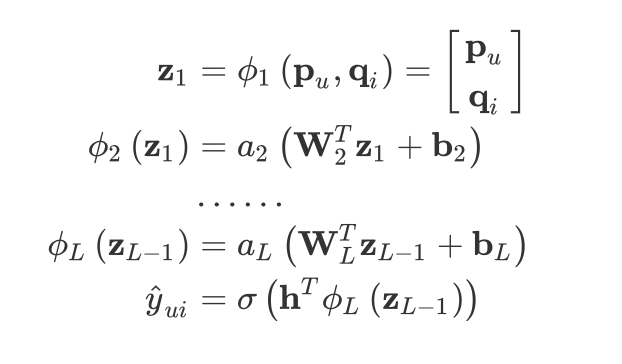 z₁ = ϕ₁ (pᵤ, qᵢ) = [pᵤ qᵢ]
ϕ₂ (z₁) = a₂ (W₂ᵀ z₁ + b₂)
......
ϕ_L (z_{L−1}) = a_L (W_Lᵀ z_{L−1} + b_L)
ŷᵤᵢ = σ (hᵀ ϕ_L (z_{L−1}))